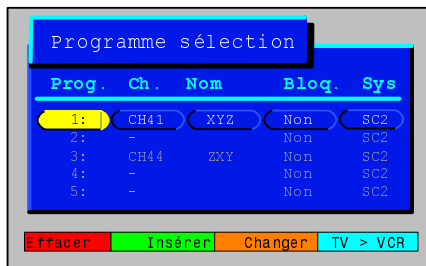 Programme sélection
Prog. Ch. Nom Bloq. Sys
1: CH41 XYZ Non SC2
2: - Non SC2
3: CH44 ZXY Non SC2
4: - Non SC2
5: - Non SC2
Effacer Insérer Changer TV > VCR